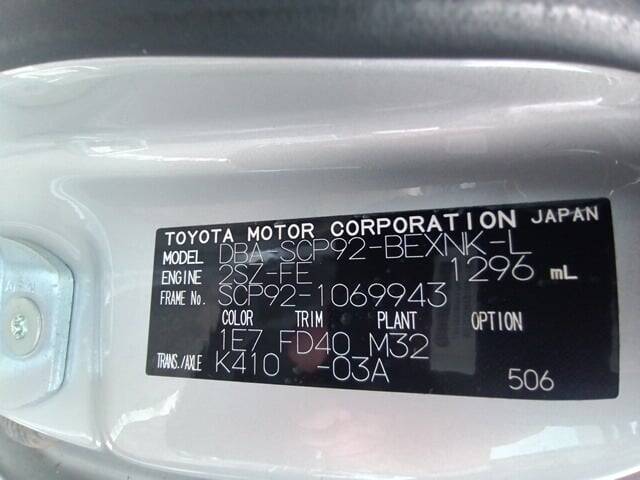 TOYOTA MOTOR CORPORATION JAPAN
MODEL DBA-SCP92-BEXNK-L
ENGINE 2SZ-FE 1296 mL
FRAME No. SCP92-1069943
COLOR TRIM PLANT OPTION
1E7 FD40 M32
TRANS./AXLE K410 -03A
506